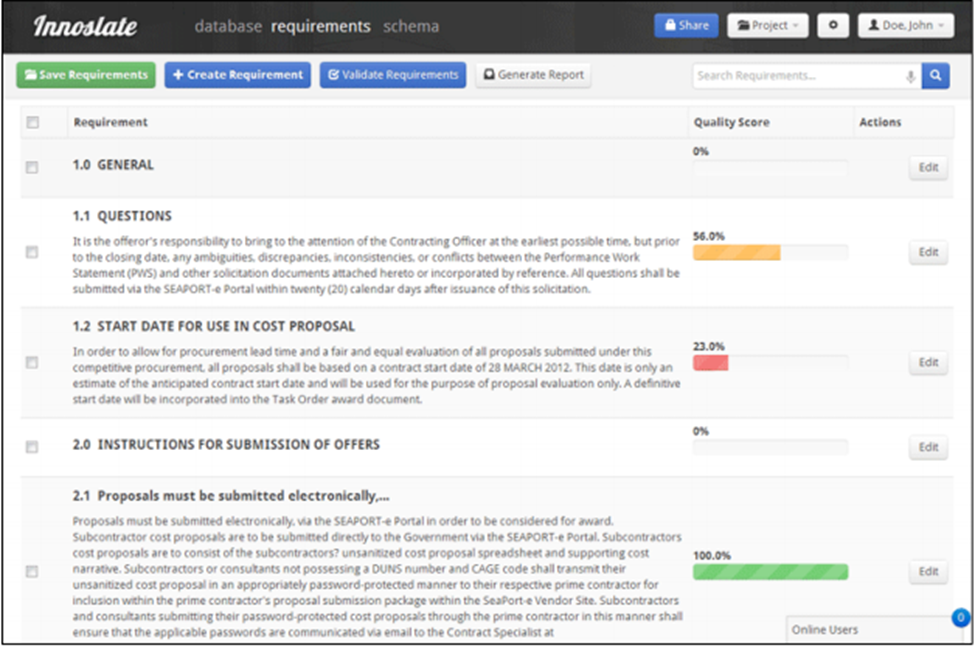 Innoslate database requirements schema Share Project Doe, John
Save Requirements + Create Requirement Validate Requirements Generate Report Search Requirements...
Requirement Quality Score Actions
0%
1.0 GENERAL Edit
1.1 QUESTIONS
It is the offeror's responsibility to bring to the attention of the Contracting Officer at the earliest possible time, but prior
56.0%
to the closing date, any ambiguities, discrepancies, inconsistencies, or conflicts between the Performance Work
Edit
Statement (PWS) and other solicitation documents attached hereto or incorporated by reference. All questions shall be
submitted via the SEAPORT-e Portal within twenty (20) calendar days after issuance of this solicitation.
1.2 START DATE FOR USE IN COST PROPOSAL
In order to allow for procurement lead time and a fair and equal evaluation of all proposals submitted under this
23.0%
competitive procurement, all proposals shall be based on a contract start date of 28 MARCH 2012. This date is only an
Edit
estimate of the anticipated contract start date and will be used for the purpose of proposal evaluation only. A definitive
start date will be incorporated into the Task Order award document.
0%
2.0 INSTRUCTIONS FOR SUBMISSION OF OFFERS Edit
2.1 Proposals must be submitted electronically,...
Proposals must be submitted electronically, via the SEAPORT-e Portal in order to be considered for award.
Subcontractor cost proposals are to be submitted directly to the Government via the SEAPORT-e Portal. Subcontractors
cost proposals are to consist of the subcontractors? unsanitized cost proposal spreadsheet and supporting cost
100.0%
narrative. Subcontractors or consultants not possessing a DUNS number and CAGE code shall transmit their
Edit
unsanitized cost proposal in an appropriately password-protected manner to their respective prime contractor for
inclusion within the prime contractor's proposal submission package within the SeaPort-e Vendor Site. Subcontractors
and consultants submitting their password-protected cost proposals through the prime contractor in this manner shall
ensure that the applicable passwords are communicated via email to the Contract Specialist at
Online Users 0